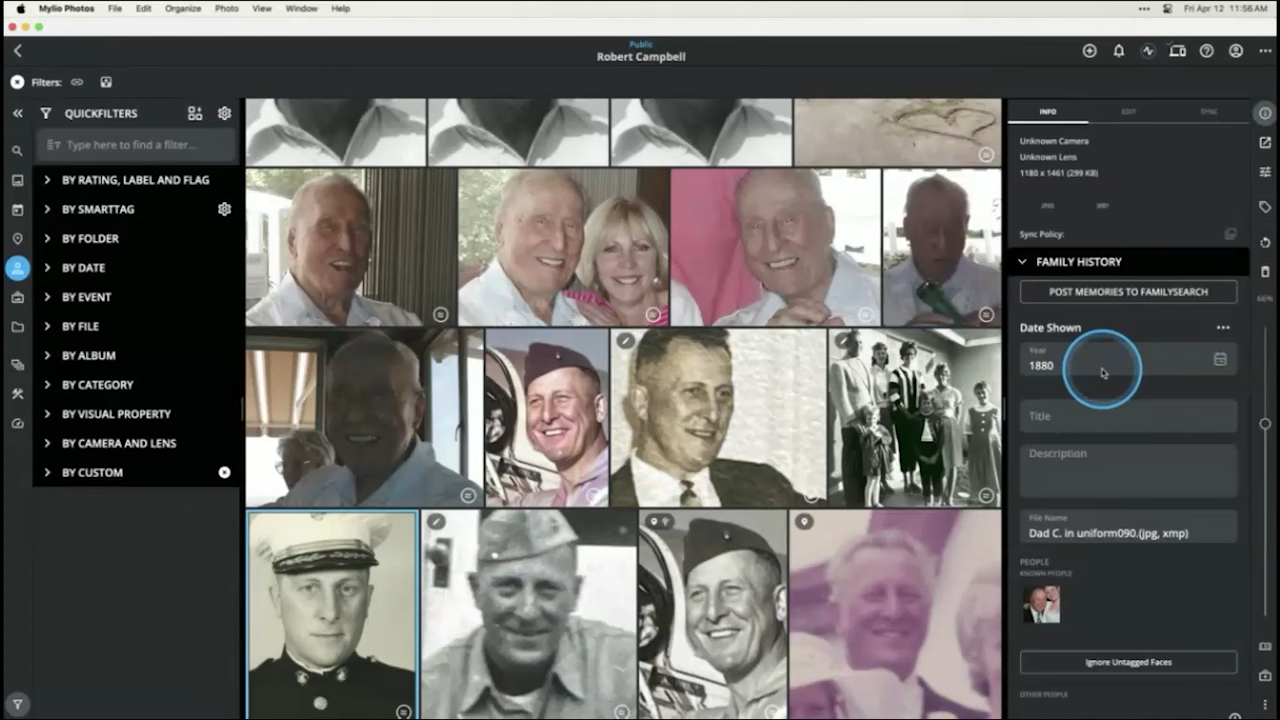 Mylio Photos File Edit Organize Photo View Window Help ••• Fri Apr 12 11:56 AM
Public
Robert Campbell
Filters:
QUICKFILTERS
Type here to find a filter...
BY RATING, LABEL AND FLAG
BY SMARTTAG
BY FOLDER
BY DATE
BY EVENT
BY FILE
BY ALBUM
BY CATEGORY
BY VISUAL PROPERTY
BY CAMERA AND LENS
BY CUSTOM
INFO EDIT SYNC
Unknown Camera
Unknown Lens
1180 x 1461 (299 KB)
JPEG XMP
Sync Policy:
FAMILY HISTORY
POST MEMORIES TO FAMILYSEARCH
66%
Date Shown
Year
1880
Title
Description
File Name
Dad C. in uniform090.(jpg, xmp)
PEOPLE
KNOWN PEOPLE
Ignore Untagged Faces
OTHER PEOPLE